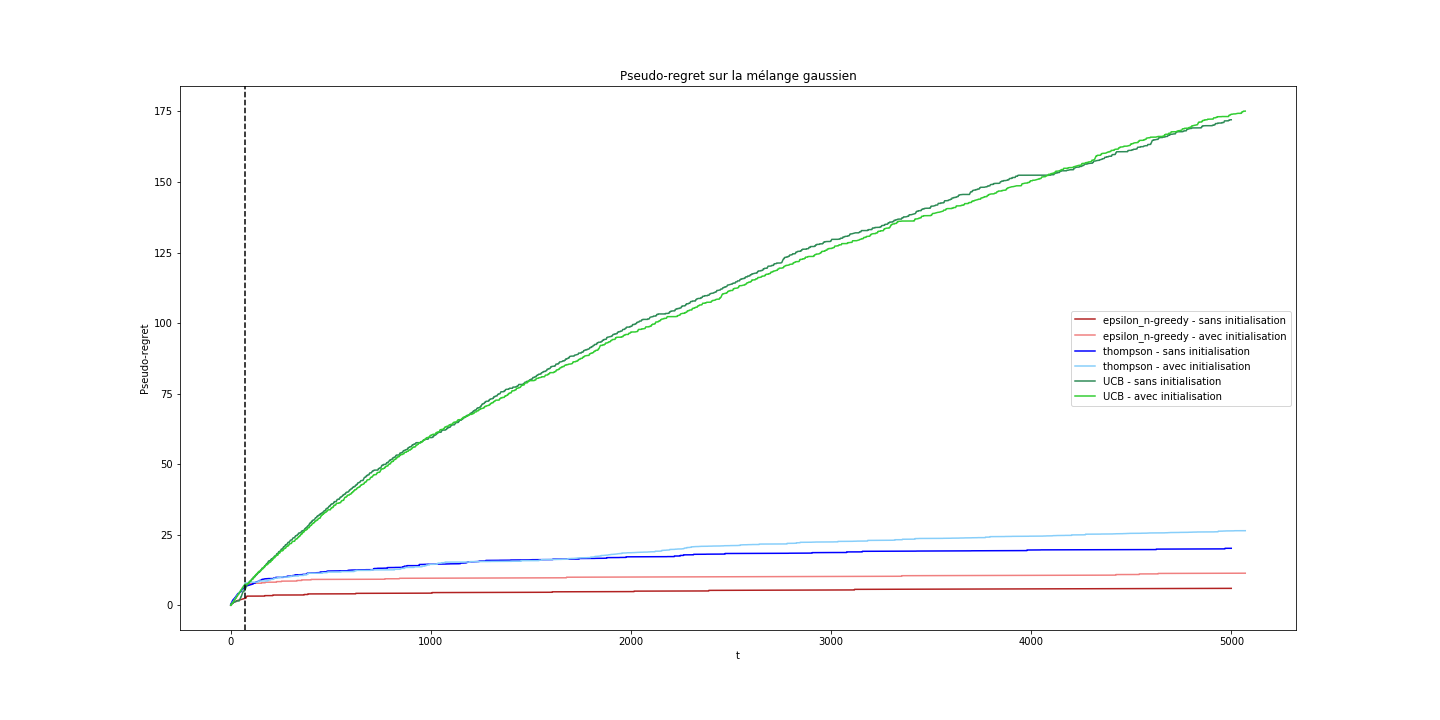 Pseudo-regret sur la mélange gaussien
175
150
125
100
75
50
25
0
Pseudo-regret
epsilon_n-greedy - sans initialisation
epsilon_n-greedy - avec initialisation
thompson - sans initialisation
thompson - avec initialisation
UCB - sans initialisation
UCB - avec initialisation
0 1000 2000 3000 4000 5000
t